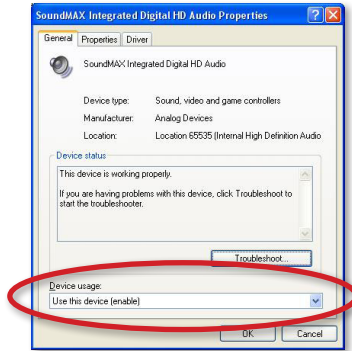 SoundMAX Integrated Digital HD Audio Properties
General Properties Driver
SoundMAX Integrated Digital HD Audio
Device type: Sound, video and game controllers
Manufacturer: Analog Devices
Location: Location 65535 (Internal High Definition Audio
Device status
This device is working properly.
If you are having problems with this device, click Troubleshoot to
start the troubleshooter.
Troubleshoot...
Device usage:
Use this device (enable)
OK Cancel